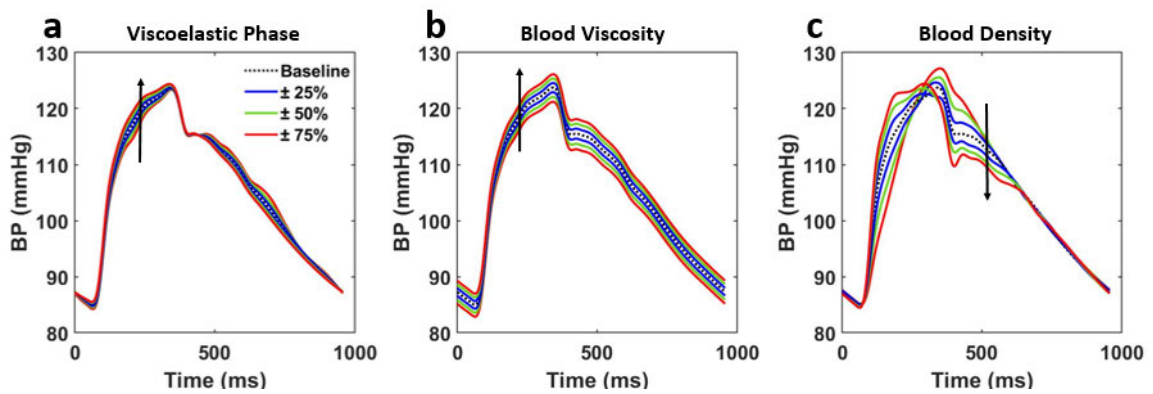 a Viscoelastic Phase
130
120
110
100
90
80
BP (mmHg)
0 500 1000
Time (ms)
Baseline
± 25%
± 50%
± 75%
b Blood Viscosity
130
120
110
100
90
80
BP (mmHg)
0 500 1000
Time (ms)
c Blood Density
130
120
110
100
90
80
BP (mmHg)
0 500 1000
Time (ms)